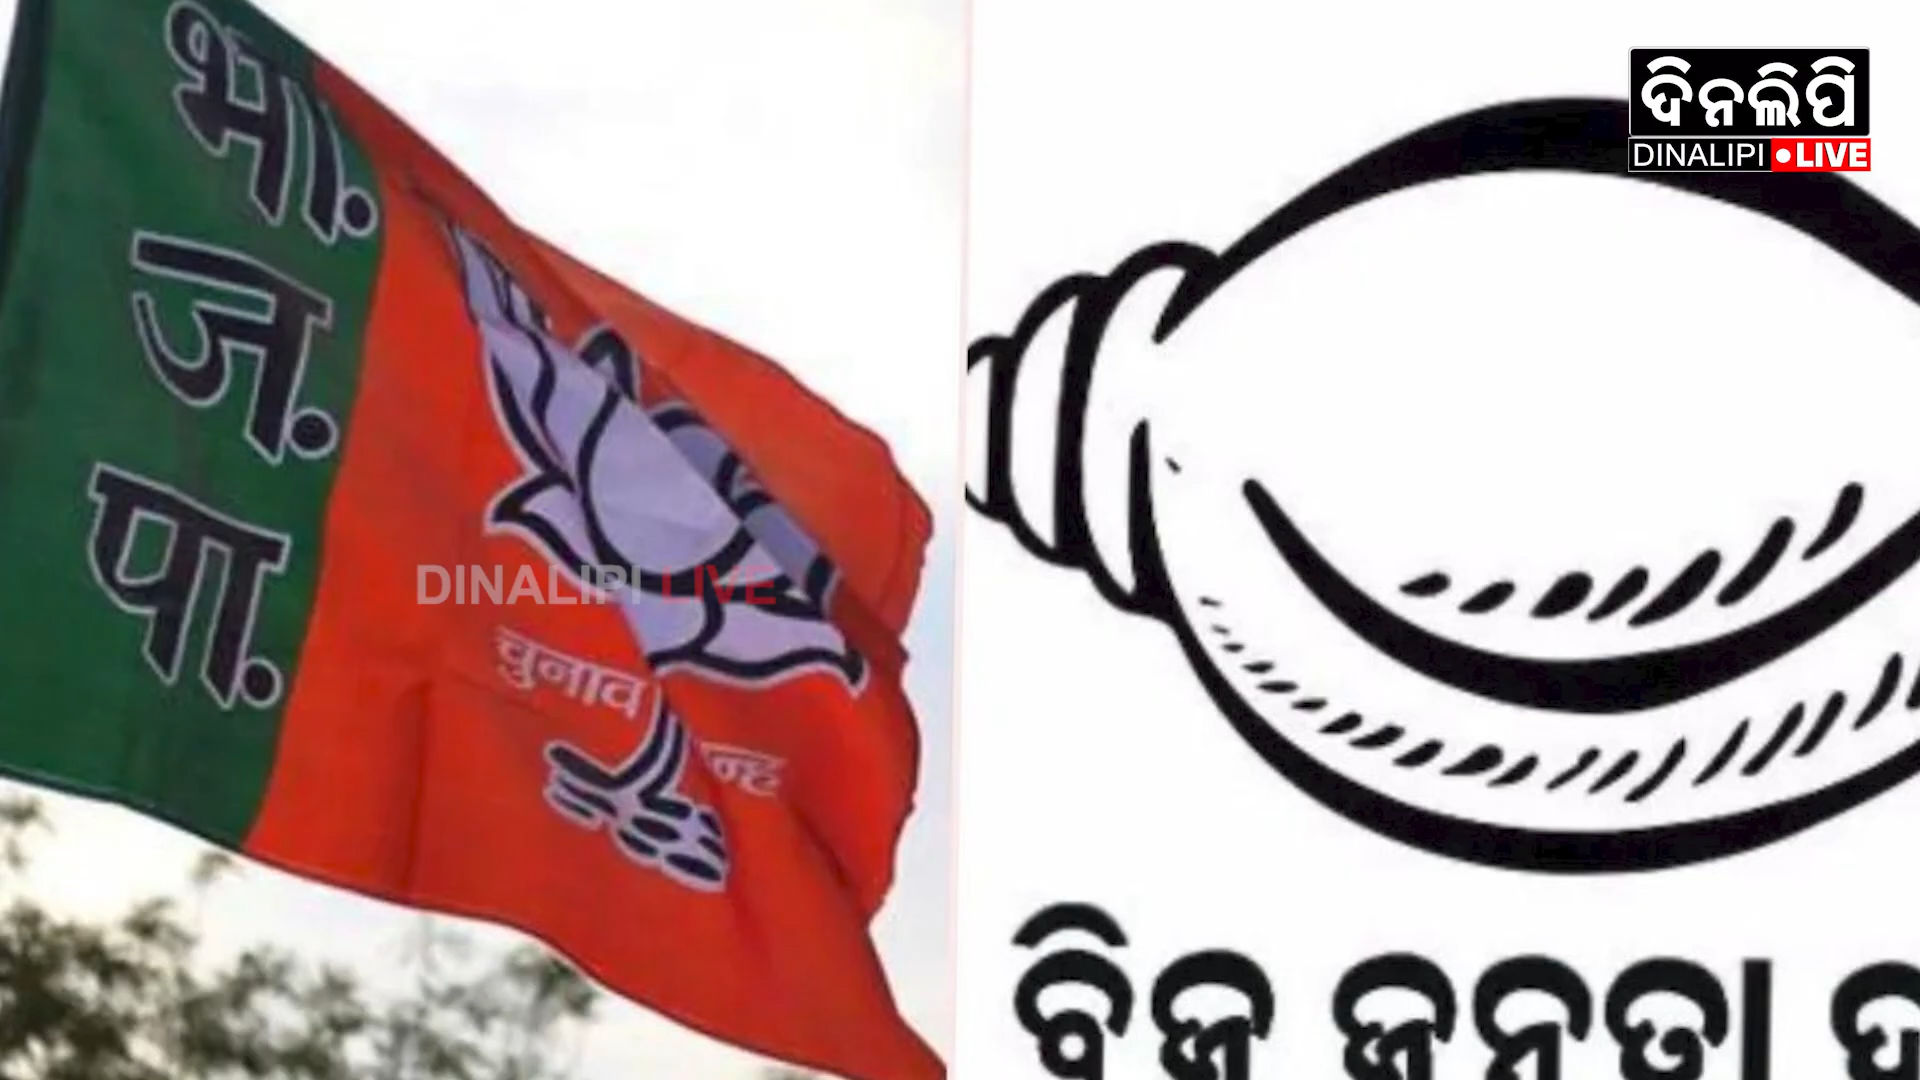 भा.
ज.
पा.
चुनाव
न्ह
DINALIPI LIVE
ଦିନଲିପି
DINALIPI LIVE
ବିଜୁ ଜନତା ଦ